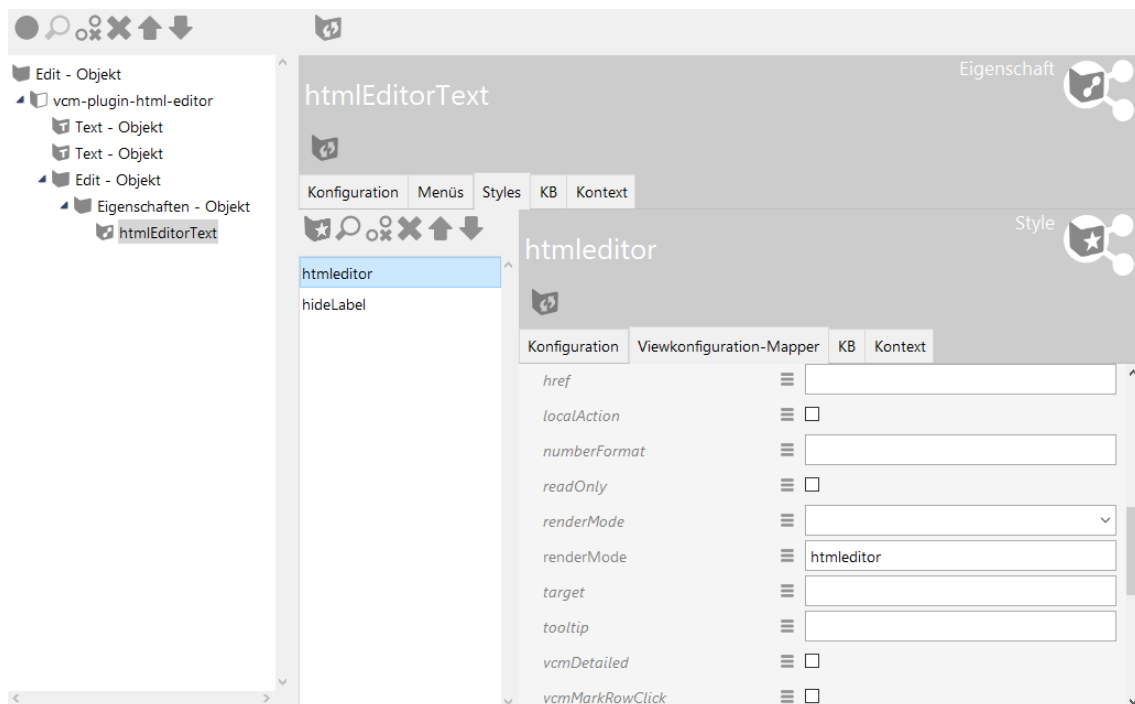 Edit - Objekt
vcm-plugin-html-editor
Text - Objekt
Text - Objekt
Edit - Objekt
Eigenschaften - Objekt
htmlEditorText
Eigenschaft
htmlEditorText
Konfiguration Menüs Styles KB Kontext
htmleditor
hideLabel
Style
htmleditor
Konfiguration Viewkonfiguration-Mapper KB Kontext
href
localAction
numberFormat
readOnly
renderMode
renderMode htmleditor
target
tooltip
vcmDetailed
vcmMarkRowClick